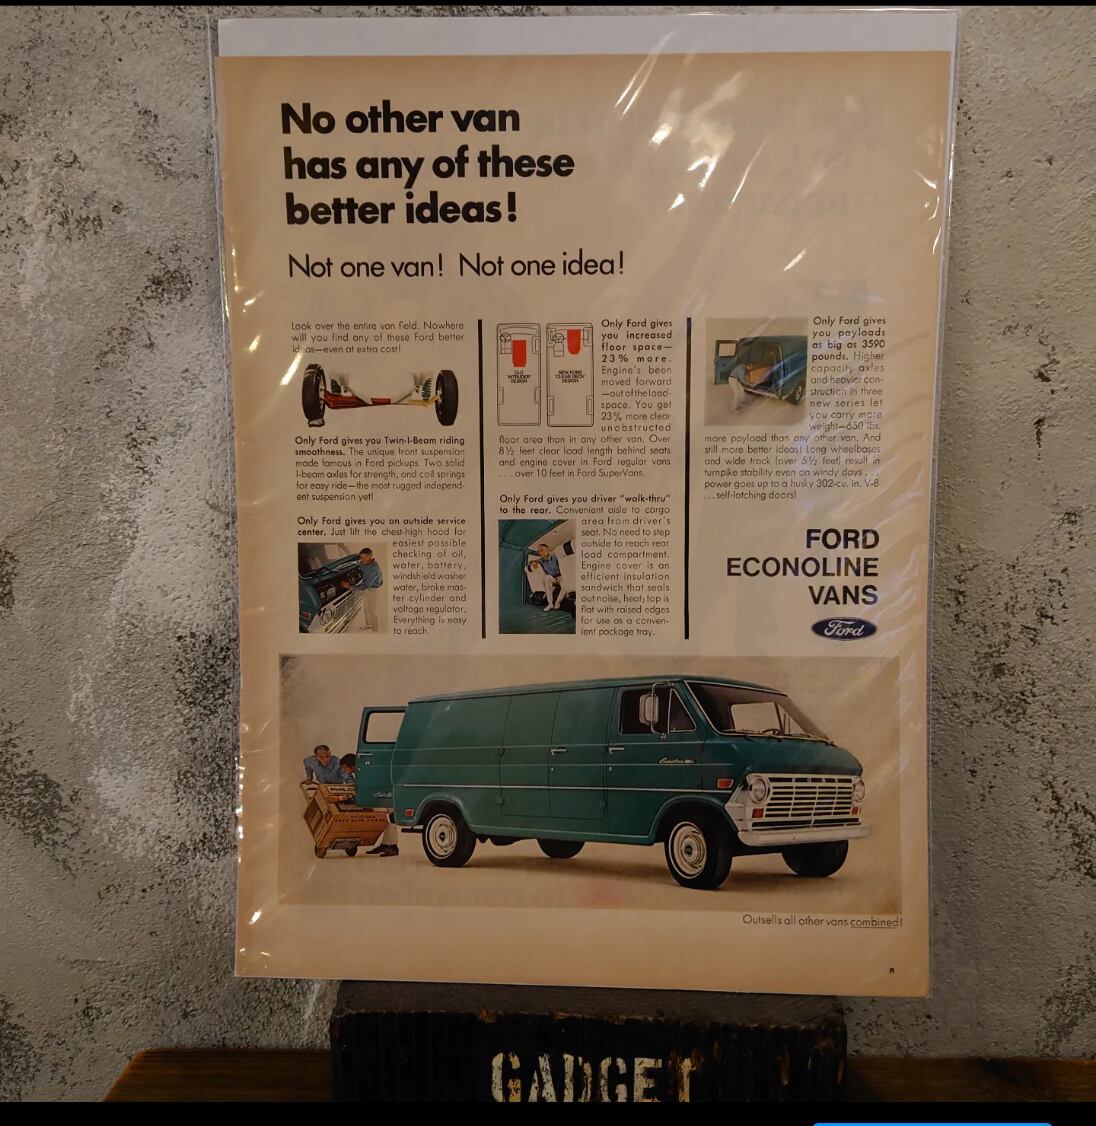 No other van
has any of these
better ideas!
Not one van! Not one idea!
Look over the entire van field. Nowhere
will you find any of these Ford better
ideas—even at extra cost!
Only Ford gives you Twin-I-Beam riding
smoothness. The unique front suspension
made famous in Ford pickups. Two solid
I-beam axles for strength, and coil springs
for easy ride—the most rugged independ-
ent suspension yet!
Only Ford gives you an outside service
center. Just lift the chest-high hood for
easiest possible
checking of oil,
water, battery,
windshield washer
water, brake mas-
ter cylinder and
voltage regulator.
Everything is easy
to reach.
OLD
"INTRUDER"
DESIGN
NEW FORD
"CLEAR DECK"
DESIGN
Only Ford gives
you increased
floor space—
23% more.
Engine's been
moved forward
—out of the load-
space. You get
23% more clear
unobstructed
floor area than in any other van. Over
8½ feet clear load length behind seats
and engine cover in Ford regular vans
... over 10 feet in Ford SuperVans.
Only Ford gives you driver "walk-thru"
to the rear. Convenient aisle to cargo
area from driver's
seat. No need to step
outside to reach rear
load compartment.
Engine cover is an
efficient insulation
sandwich that seals
out noise, heat; top is
flat with raised edges
for use as a conven-
ient package tray.
Only Ford gives
you payloads
as big as 3590
pounds. Higher
capacity axles
and heavier con-
struction in three
new series let
you carry more
weight—650 lbs.
more payload than any other van. And
still more better ideas! Long wheelbases
and wide track (over 5½ feet) result in
turnpike stability even on windy days ...
power goes up to a husky 302-cu. in. V-8
...self-latching doors!
FORD
ECONOLINE
VANS
Ford
PHILCO
Econoline
Outsells all other vans combined!
R
GADGET